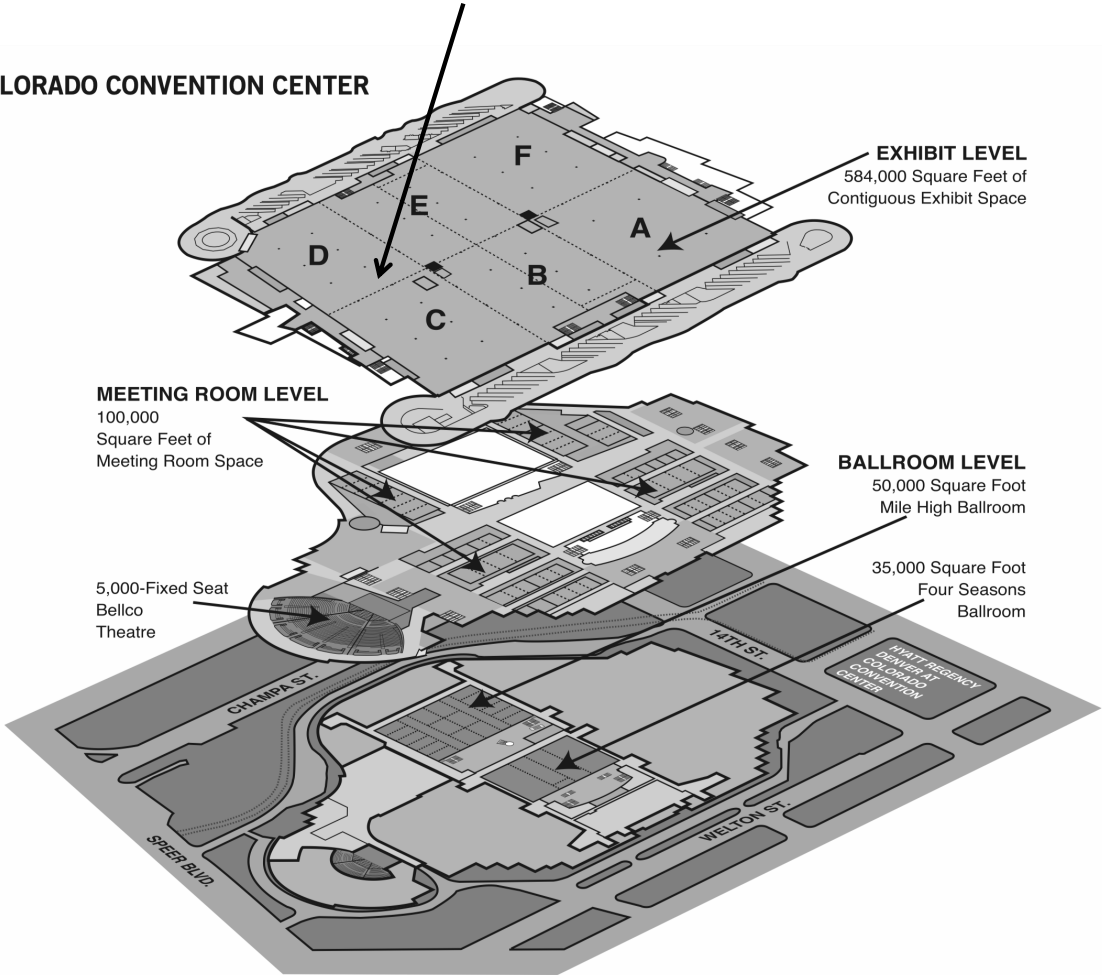 LORADO CONVENTION CENTER
F
E
A
D
B
C
EXHIBIT LEVEL
584,000 Square Feet of
Contiguous Exhibit Space
MEETING ROOM LEVEL
100,000
Square Feet of
Meeting Room Space
BALLROOM LEVEL
50,000 Square Foot
Mile High Ballroom
35,000 Square Foot
Four Seasons
Ballroom
5,000-Fixed Seat
Bellco
Theatre
14TH ST.
HYATT REGENCY
DENVER AT
COLORADO
CONVENTION
CENTER
CHAMPA ST.
WELTON ST.
SPEER BLVD.